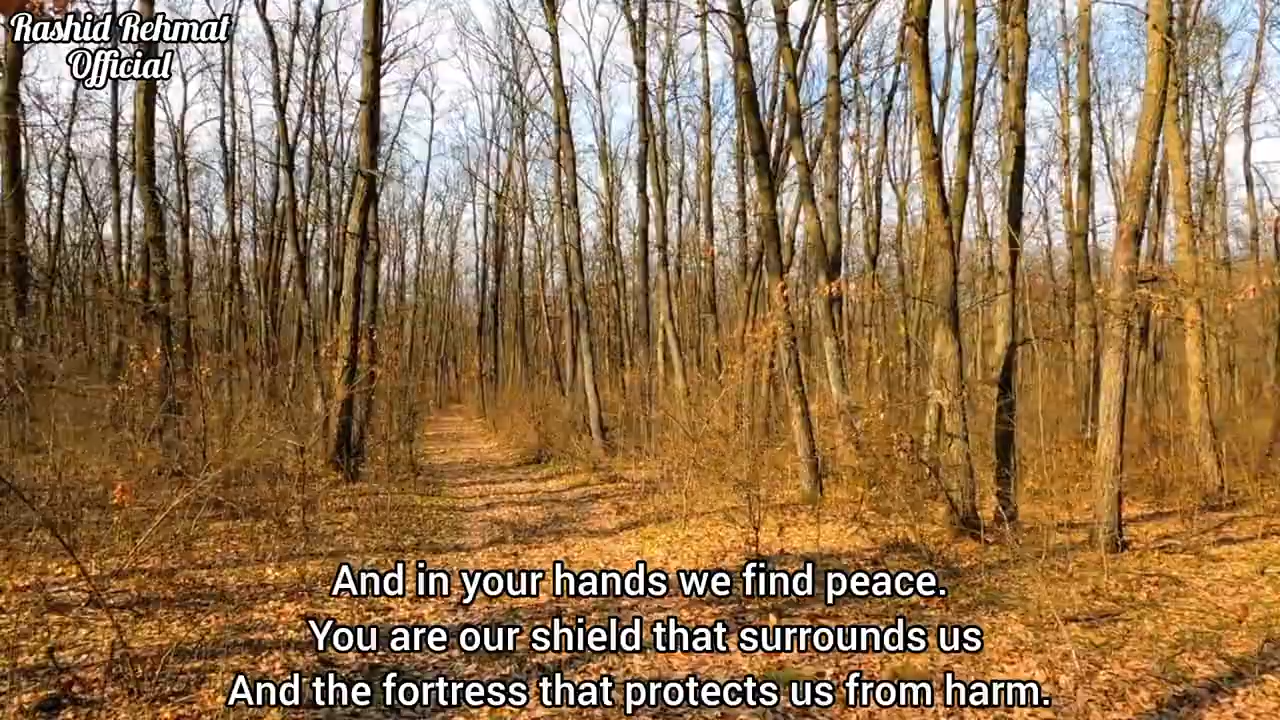 Rashid Rehmat
Official
And in your hands we find peace.
You are our shield that surrounds us
And the fortress that protects us from harm.